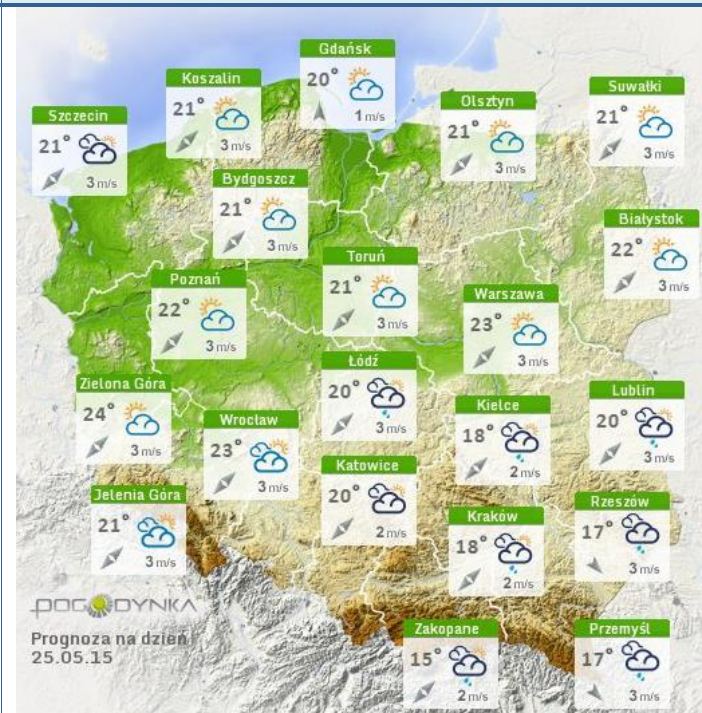 Gdańsk
20°
1 m/s
Koszalin
21°
3 m/s
Suwałki
21°
3 m/s
Olsztyn
21°
3 m/s
Szczecin
21°
3 m/s
Bydgoszcz
21°
3 m/s
Białystok
22°
3 m/s
Toruń
21°
3 m/s
Poznań
22°
3 m/s
Warszawa
23°
3 m/s
Łódź
20°
3 m/s
Zielona Góra
24°
3 m/s
Lublin
20°
3 m/s
Kielce
18°
2 m/s
Wrocław
23°
3 m/s
Katowice
20°
2 m/s
Jelenia Góra
21°
3 m/s
Rzeszów
17°
3 m/s
Kraków
18°
2 m/s
POGODYNKA
Prognoza na dzień
25.05.15
Zakopane
15°
2 m/s
Przemyśl
17°
3 m/s